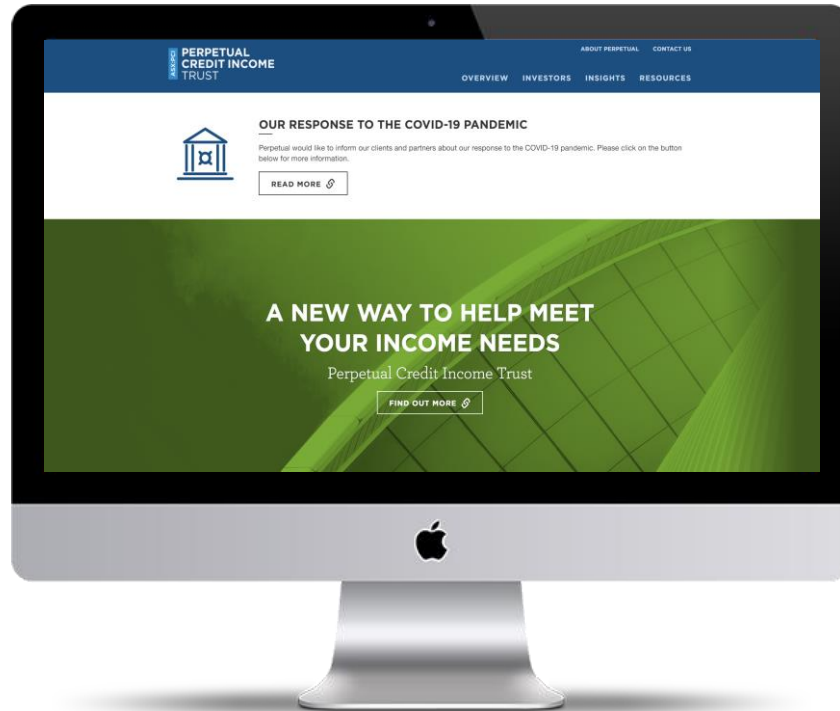 ASX:PCI
PERPETUAL
CREDIT INCOME
TRUST
ABOUT PERPETUAL CONTACT US
OVERVIEW INVESTORS INSIGHTS RESOURCES
OUR RESPONSE TO THE COVID-19 PANDEMIC
Perpetual would like to inform our clients and partners about our response to the COVID-19 pandemic. Please click on the button
below for more information.
READ MORE
A NEW WAY TO HELP MEET
YOUR INCOME NEEDS
Perpetual Credit Income Trust
FIND OUT MORE